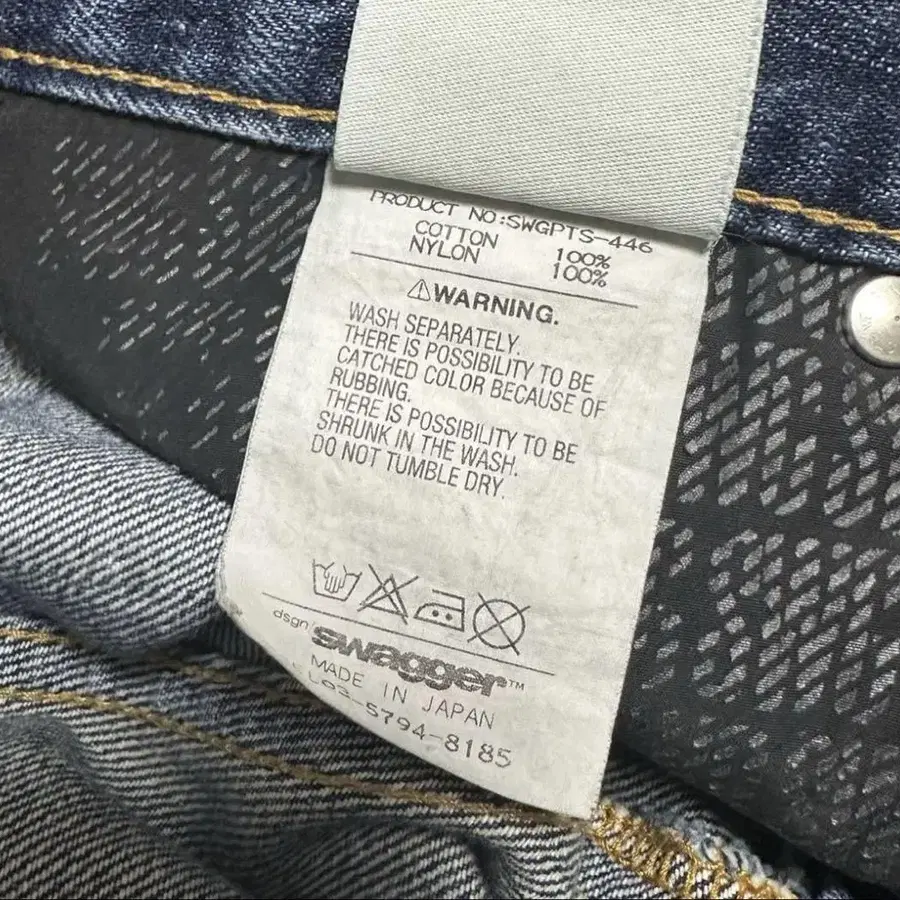 PRODUCT NO:SWGPTS-446
COTTON 100%
NYLON 100%
WARNING.
WASH SEPARATELY.
THERE IS POSSIBILITY TO BE
CATCHED COLOR BECAUSE OF
RUBBING.
THERE IS POSSIBILITY TO BE
SHRUNK IN THE WASH.
DO NOT TUMBLE DRY.
dsgn'
swagger™
MADE IN JAPAN
5794-8185